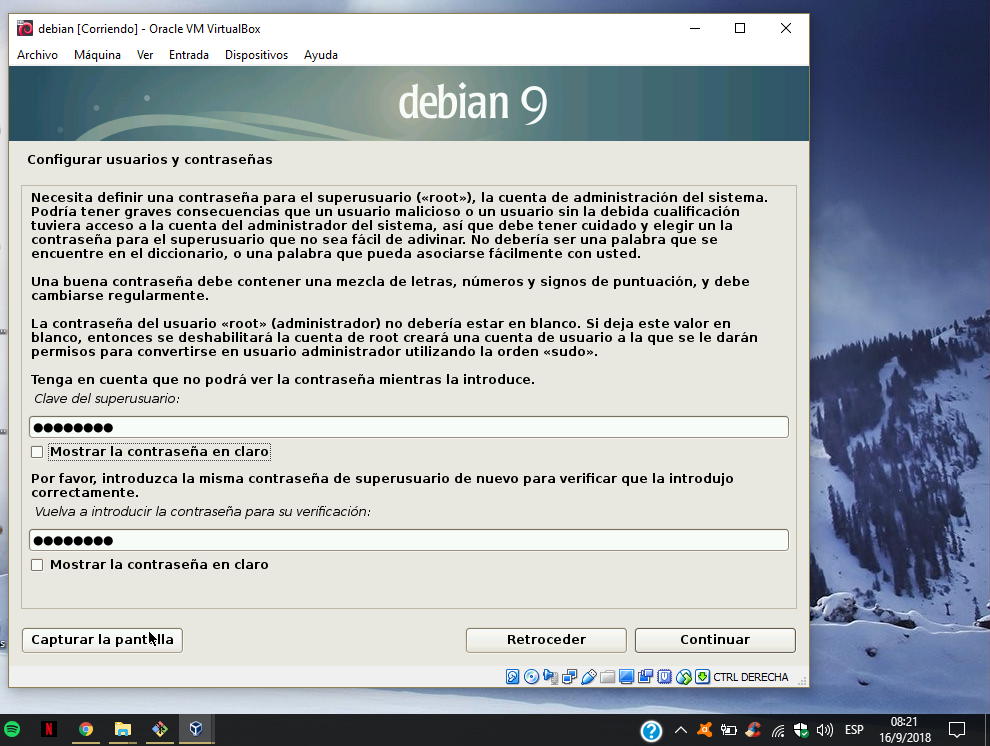 debian [Corriendo] - Oracle VM VirtualBox
Archivo Máquina Ver Entrada Dispositivos Ayuda
debian 9
Configurar usuarios y contraseñas
Necesita definir una contraseña para el superusuario («root»), la cuenta de administración del sistema.
Podría tener graves consecuencias que un usuario malicioso o un usuario sin la debida cualificación
tuviera acceso a la cuenta del administrador del sistema, así que debe tener cuidado y elegir un la
contraseña para el superusuario que no sea fácil de adivinar. No debería ser una palabra que se
encuentre en el diccionario, o una palabra que pueda asociarse fácilmente con usted.
Una buena contraseña debe contener una mezcla de letras, números y signos de puntuación, y debe
cambiarse regularmente.
La contraseña del usuario «root» (administrador) no debería estar en blanco. Si deja este valor en
blanco, entonces se deshabilitará la cuenta de root creará una cuenta de usuario a la que se le darán
permisos para convertirse en usuario administrador utilizando la orden «sudo».
Tenga en cuenta que no podrá ver la contraseña mientras la introduce.
Clave del superusuario:
●●●●●●●●
Mostrar la contraseña en claro
Por favor, introduzca la misma contraseña de superusuario de nuevo para verificar que la introdujo
correctamente.
Vuelva a introducir la contraseña para su verificación:
●●●●●●●●
Mostrar la contraseña en claro
Capturar la pantalla Retroceder Continuar
CTRL DERECHA
ESP
08:21
16/9/2018